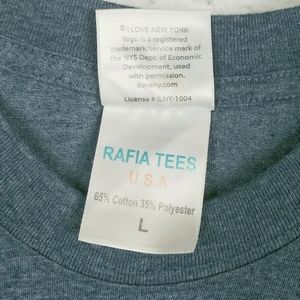 ® I LOVE NEW YORK
logo is a registered
trademark/service mark of
the NYS Dept. of Economic
Development, used
with permission.
iloveny.com
License # ILNY-1004
RAFIA TEES
U.S.A
65% Cotton 35% Polyester
L